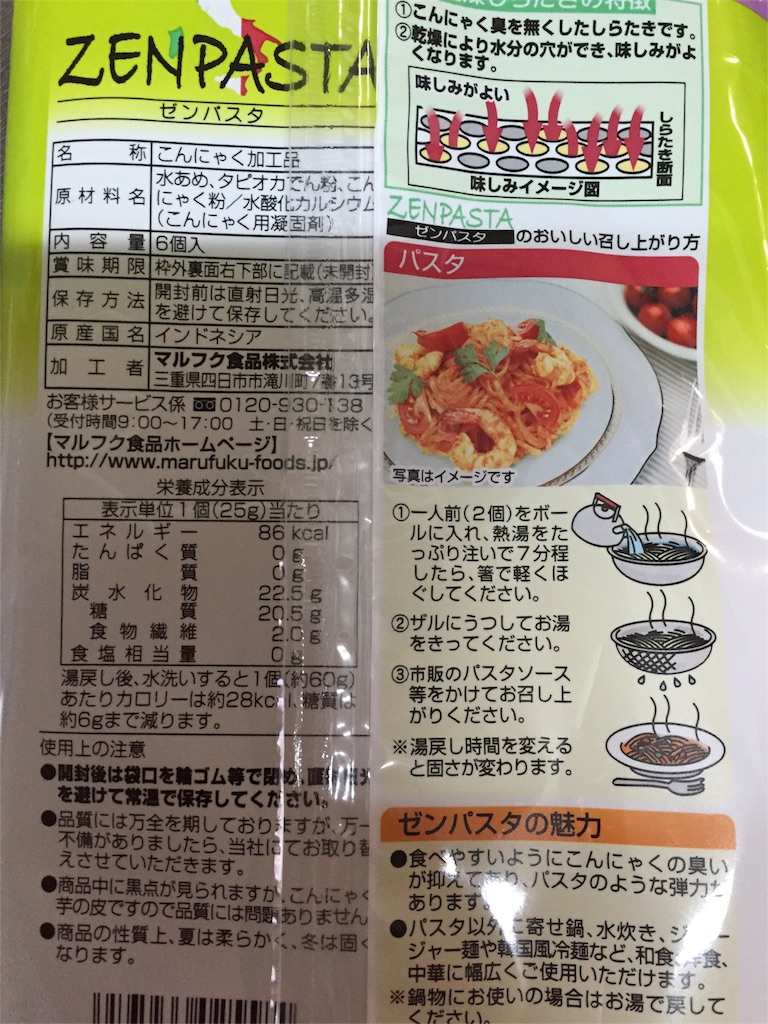 ZENPASTA
ゼンパスタ
名称 こんにゃく加工品
原材料名 水あめ、タピオカでん粉、こん
にゃく粉/水酸化カルシウム
(こんにゃく用凝固剤)
内容量 6個入
賞味期限 枠外裏面右下部に記載(未開封)
保存方法 開封前は直射日光、高温多湿
を避けて保存してください。
原産国名 インドネシア
加工者 マルフク食品株式会社
三重県四日市市滝川町7番13号
お客様サービス係 0120-930-138
(受付時間9:00〜17:00 土・日・祝日を除く
【マルフク食品ホームページ】
http://www.marufuku-foods.jp/
栄養成分表示
表示単位1個(25g)当たり
エネルギー 86 kcal
たんぱく質 0 g
脂質 0 g
炭水化物 22.5 g
糖質 20.5 g
食物繊維 2.0 g
食塩相当量 0 g
湯戻し後、水洗いすると1個(約60g)
あたりカロリーは約28kcal、糖質は
約6gまで減ります。
使用上の注意
●開封後は袋口を輪ゴム等で閉め、直射日光
を避けて常温で保存してください。
●品質には万全を期しておりますが、万一
不備がありましたら、当社にてお取り替
えさせていただきます。
●商品中に黒点が見られますが、こんにゃく
芋の皮ですので品質には問題ありません
●商品の性質上、夏は柔らかく、冬は固く
なります。
の特徴
①こんにゃく臭を無くしたしらたきです。
②乾燥により水分の穴ができ、味しみがよ
くなります。
味しみがよい
しらたき断面
味しみイメージ図
ZENPASTA
ゼンパスタ のおいしい召し上がり方
パスタ
写真はイメージです
①一人前(2個)をボー
ルに入れ、熱湯をた
っぷり注いで7分程
したら、箸で軽くほ
ぐしてください。
②ザルにうつしてお湯
をきってください。
③市販のパスタソース
等をかけてお召し上
がりください。
※湯戻し時間を変える
と固さが変わります。
ゼンパスタの魅力
●食べやすいようにこんにゃくの臭い
が抑えてあり、パスタのような弾力も
あります。
●パスタ以外に寄せ鍋、水炊き、ジャー
ジャー麺や韓国風冷麺など、和食、洋食、
中華に幅広くご使用いただけます。
※鍋物にお使いの場合はお湯で戻して
ください。